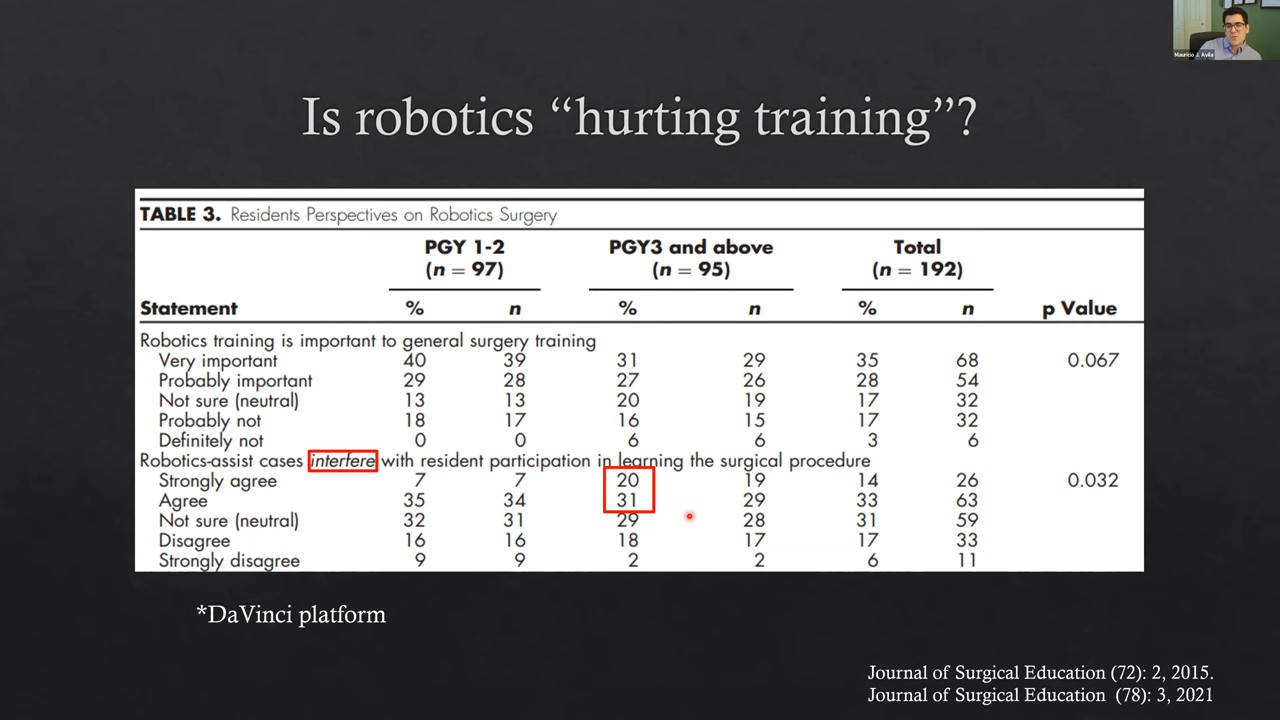 Mauricio J. Avila
Is robotics “hurting training”?
TABLE 3. Residents Perspectives on Robotics Surgery
PGY 1-2 PGY3 and above Total
(n = 97) (n = 95) (n = 192)
Statement % n % n % n p Value
Robotics training is important to general surgery training
Very important 40 39 31 29 35 68 0.067
Probably important 29 28 27 26 28 54
Not sure (neutral) 13 13 20 19 17 32
Probably not 18 17 16 15 17 32
Definitely not 0 0 6 6 3 6
Robotics-assist cases interfere with resident participation in learning the surgical procedure
Strongly agree 7 7 20 19 14 26 0.032
Agree 35 34 31 29 33 63
Not sure (neutral) 32 31 29 28 31 59
Disagree 16 16 18 17 17 33
Strongly disagree 9 9 2 2 6 11
*DaVinci platform
Journal of Surgical Education (72): 2, 2015.
Journal of Surgical Education (78): 3, 2021